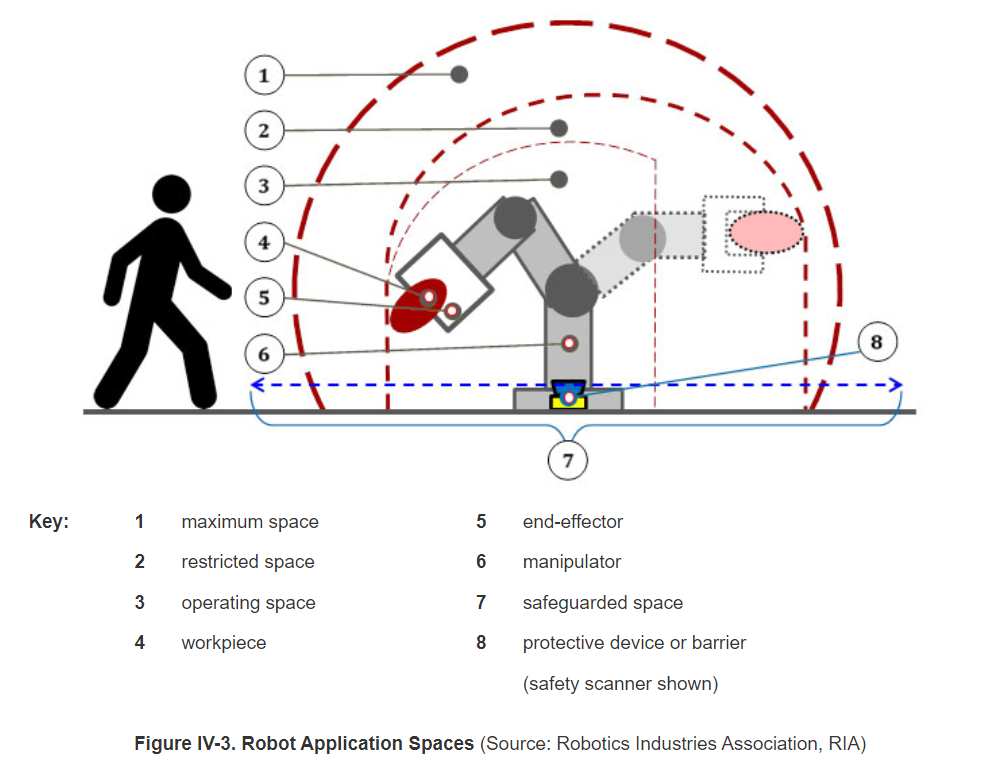 1
2
3
4
5
6
8
7
Key: 1 maximum space 5 end-effector
2 restricted space 6 manipulator
3 operating space 7 safeguarded space
4 workpiece 8 protective device or barrier
(safety scanner shown)
Figure IV-3. Robot Application Spaces (Source: Robotics Industries Association, RIA)